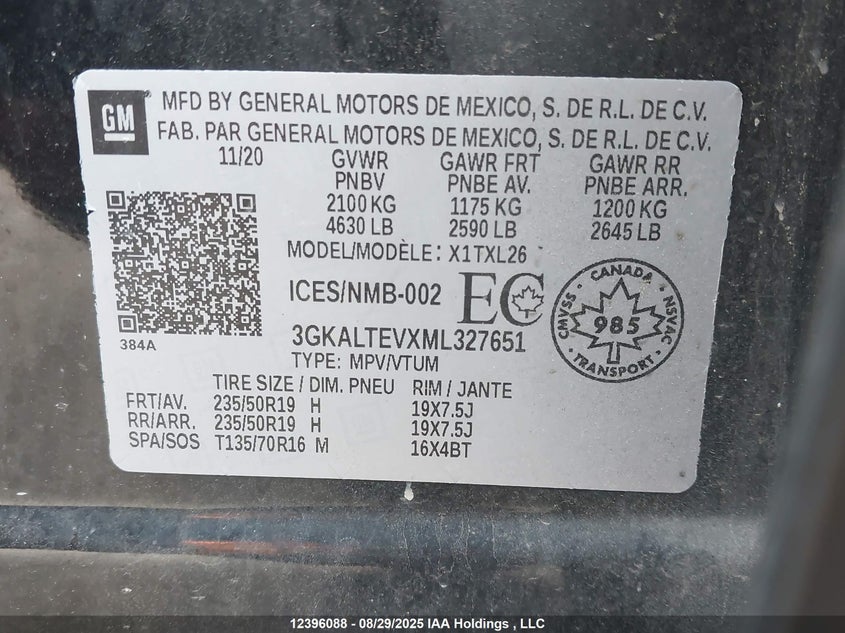 GM
MFD BY GENERAL MOTORS DE MEXICO, S. DE R.L. DE C.V.
FAB. PAR GENERAL MOTORS DE MEXICO, S. DE R.L. DE C.V.
11/20 GVWR GAWR FRT GAWR RR
PNBV PNBE AV. PNBE ARR.
2100 KG 1175 KG 1200 KG
4630 LB 2590 LB 2645 LB
MODEL/MODÈLE: X1TXL26
ICES/NMB-002 EC
CANADA
CMVSS 985 NSVAC
TRANSPORT
384A
3GKALTEVXML327651
TYPE: MPV/VTUM
TIRE SIZE / DIM. PNEU RIM / JANTE
FRT/AV. 235/50R19 H 19X7.5J
RR/ARR. 235/50R19 H 19X7.5J
SPA/SOS T135/70R16 M 16X4BT
12396088 - 08/29/2025 IAA Holdings , LLC